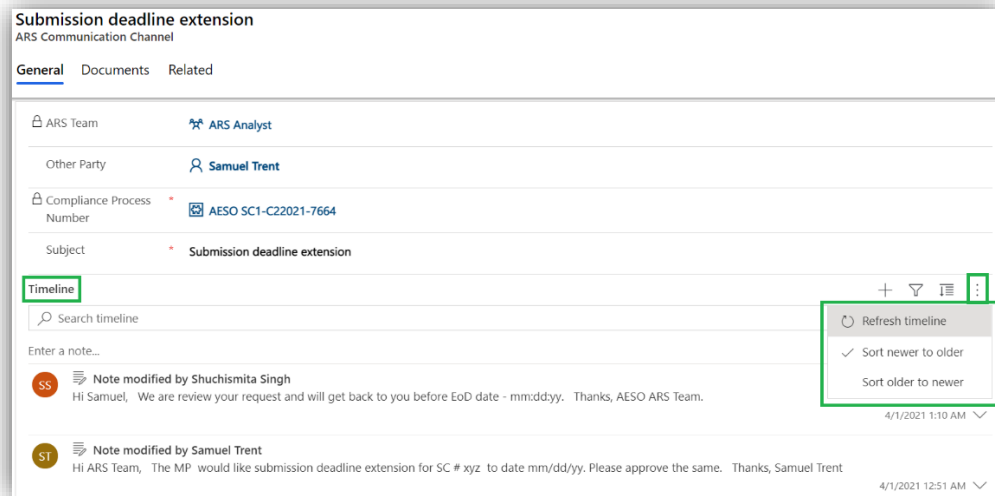 Submission deadline extension
ARS Communication Channel
General Documents Related
ARS Team ARS Analyst
Other Party Samuel Trent
Compliance Process Number * AESO SC1-C22021-7664
Subject * Submission deadline extension
Timeline
Search timeline
Refresh timeline
Enter a note...
Sort newer to older
Sort older to newer
SS Note modified by Shuchismita Singh
Hi Samuel, We are review your request and will get back to you before EoD date - mm:dd:yy. Thanks, AESO ARS Team.
4/1/2021 1:10 AM
ST Note modified by Samuel Trent
Hi ARS Team, The MP would like submission deadline extension for SC # xyz to date mm/dd/yy. Please approve the same. Thanks, Samuel Trent
4/1/2021 12:51 AM